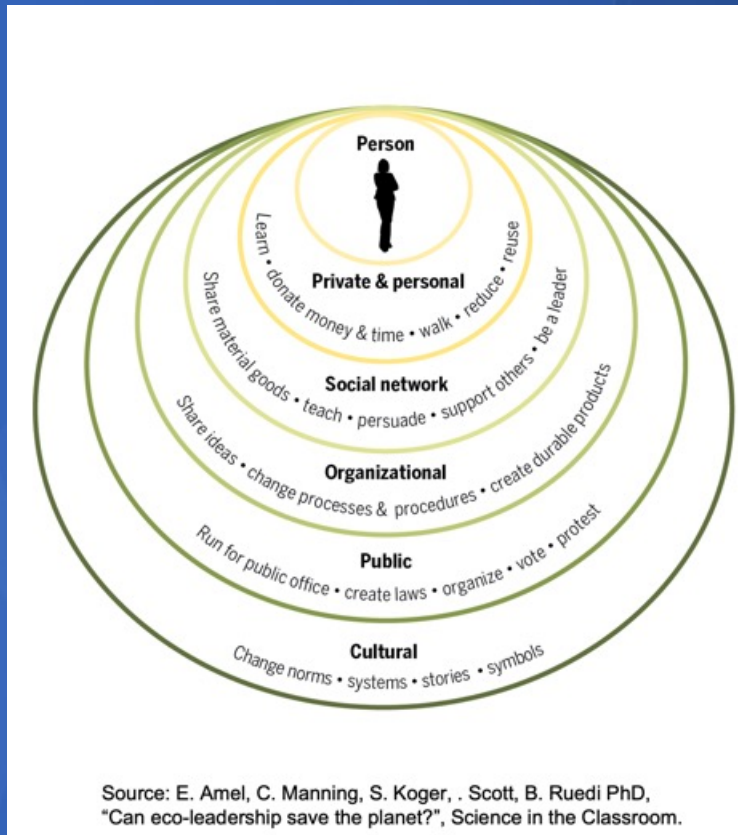 Person
Private & personal
Learn • donate money & time • walk • reduce • reuse
Social network
Share material goods • teach • persuade • support others • be a leader
Organizational
Share ideas • change processes & procedures • create durable products
Public
Run for public office • create laws • organize • vote • protest
Cultural
Change norms • systems • stories • symbols
Source: E. Amel, C. Manning, S. Koger, . Scott, B. Ruedi PhD,
“Can eco-leadership save the planet?”, Science in the Classroom.